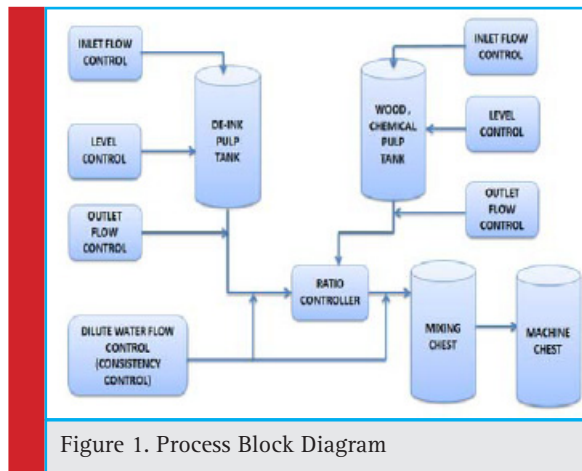 INLET FLOW
CONTROL
LEVEL
CONTROL
OUTLET
FLOW
CONTROL
DE-INK
PULP
TANK
INLET FLOW
CONTROL
WOOD,
CHEMICAL
PULP
TANK
LEVEL
CONTROL
OUTLET
FLOW
CONTROL
RATIO
CONTROLLER
DILUTE WATER FLOW
CONTROL
(CONSISTENCY
CONTROL)
MIXING
CHEST
MACHINE
CHEST
Figure 1. Process Block Diagram